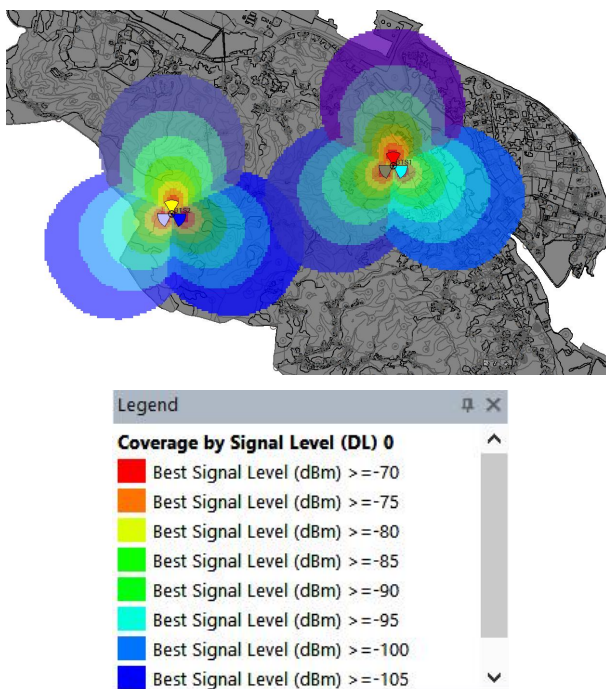 Legend
Coverage by Signal Level (DL) 0
Best Signal Level (dBm) >=-70
Best Signal Level (dBm) >=-75
Best Signal Level (dBm) >=-80
Best Signal Level (dBm) >=-85
Best Signal Level (dBm) >=-90
Best Signal Level (dBm) >=-95
Best Signal Level (dBm) >=-100
Best Signal Level (dBm) >=-105